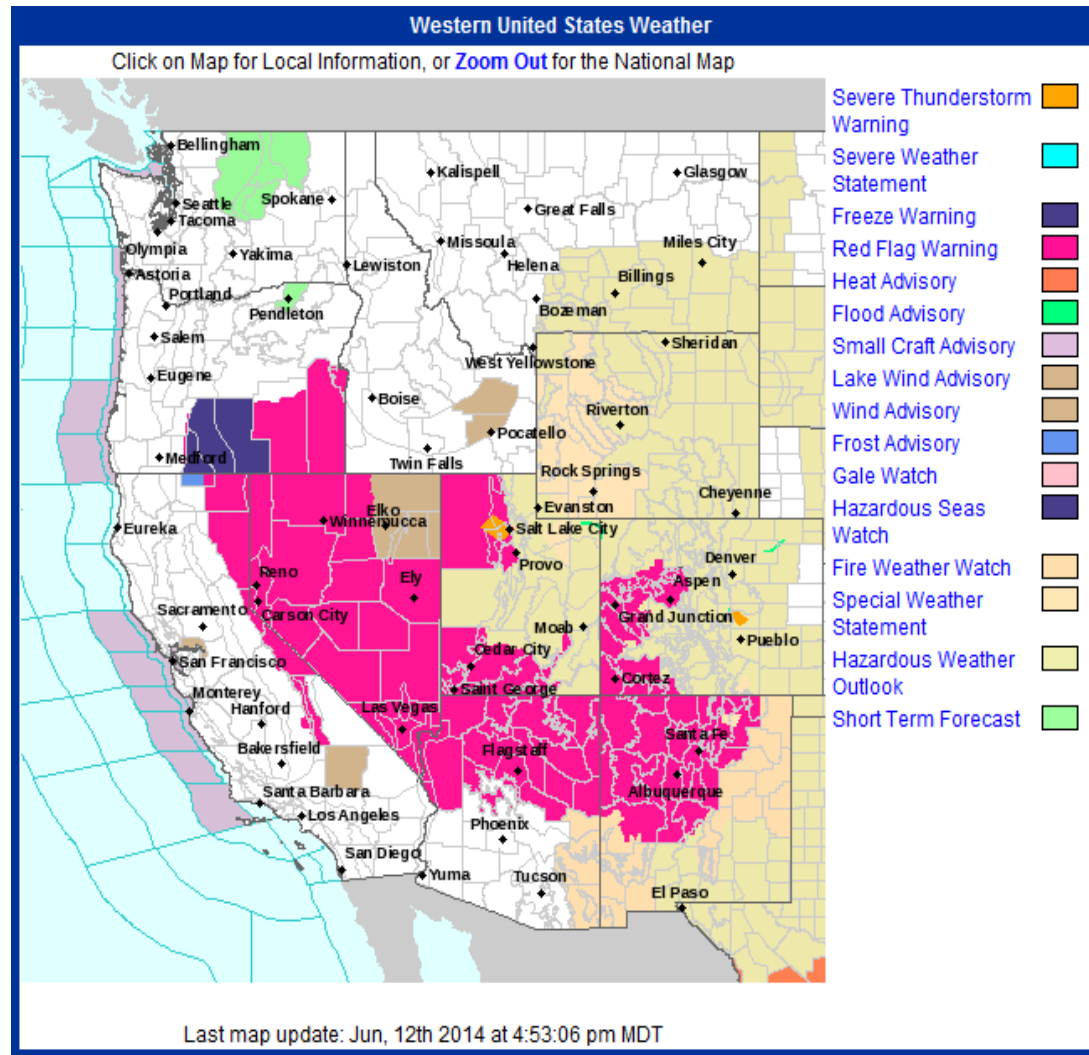 Western United States Weather
Click on Map for Local Information, or Zoom Out for the National Map
Severe Thunderstorm
Warning
Severe Weather
Statement
Freeze Warning
Red Flag Warning
Heat Advisory
Flood Advisory
Small Craft Advisory
Lake Wind Advisory
Wind Advisory
Frost Advisory
Gale Watch
Hazardous Seas
Watch
Fire Weather Watch
Special Weather
Statement
Hazardous Weather
Outlook
Short Term Forecast
Bellingham
Kalispell
Glasgow
Seattle
Spokane
Great Falls
Tacoma
Olympia
Yakima
Missoula
Miles City
Helena
Lewiston
Astoria
Billings
Portland
Pendleton
Bozeman
Salem
Sheridan
West Yellowstone
Eugene
Boise
Riverton
Pocatello
Medford
Twin Falls
Rock Springs
Cheyenne
Elko
Evanston
Eureka
Winnemucca
Salt Lake City
Provo
Denver
Reno
Ely
Aspen
Sacramento
Carson City
Grand Junction
Moab
Pueblo
Cedar City
San Francisco
Cortez
Saint George
Monterey
Hanford
Las Vegas
Santa Fe
Bakersfield
Flagstaff
Albuquerque
Santa Barbara
Los Angeles
Phoenix
San Diego
Yuma
Tucson
El Paso
Last map update: Jun, 12th 2014 at 4:53:06 pm MDT